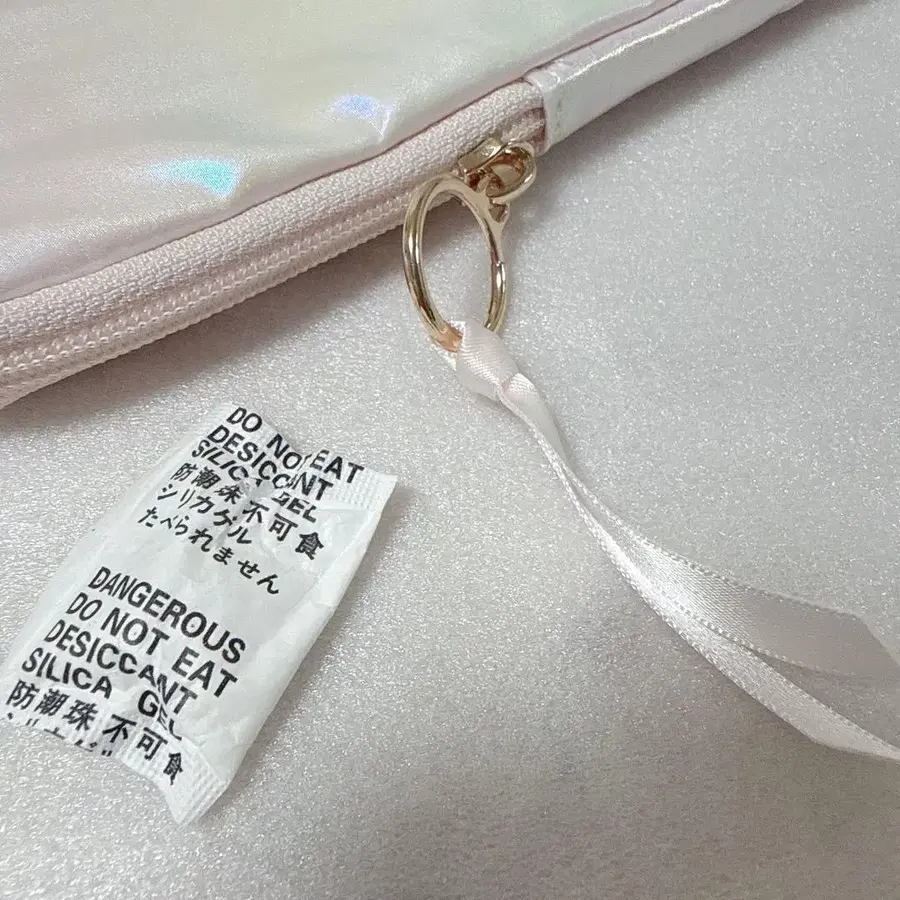 DO NOT EAT
DESICCANT
SILICA GEL
防潮珠不可食
シリカゲル
たべられません
DANGEROUS
DO NOT EAT
DESICCANT
SILICA GEL
防潮珠不可食